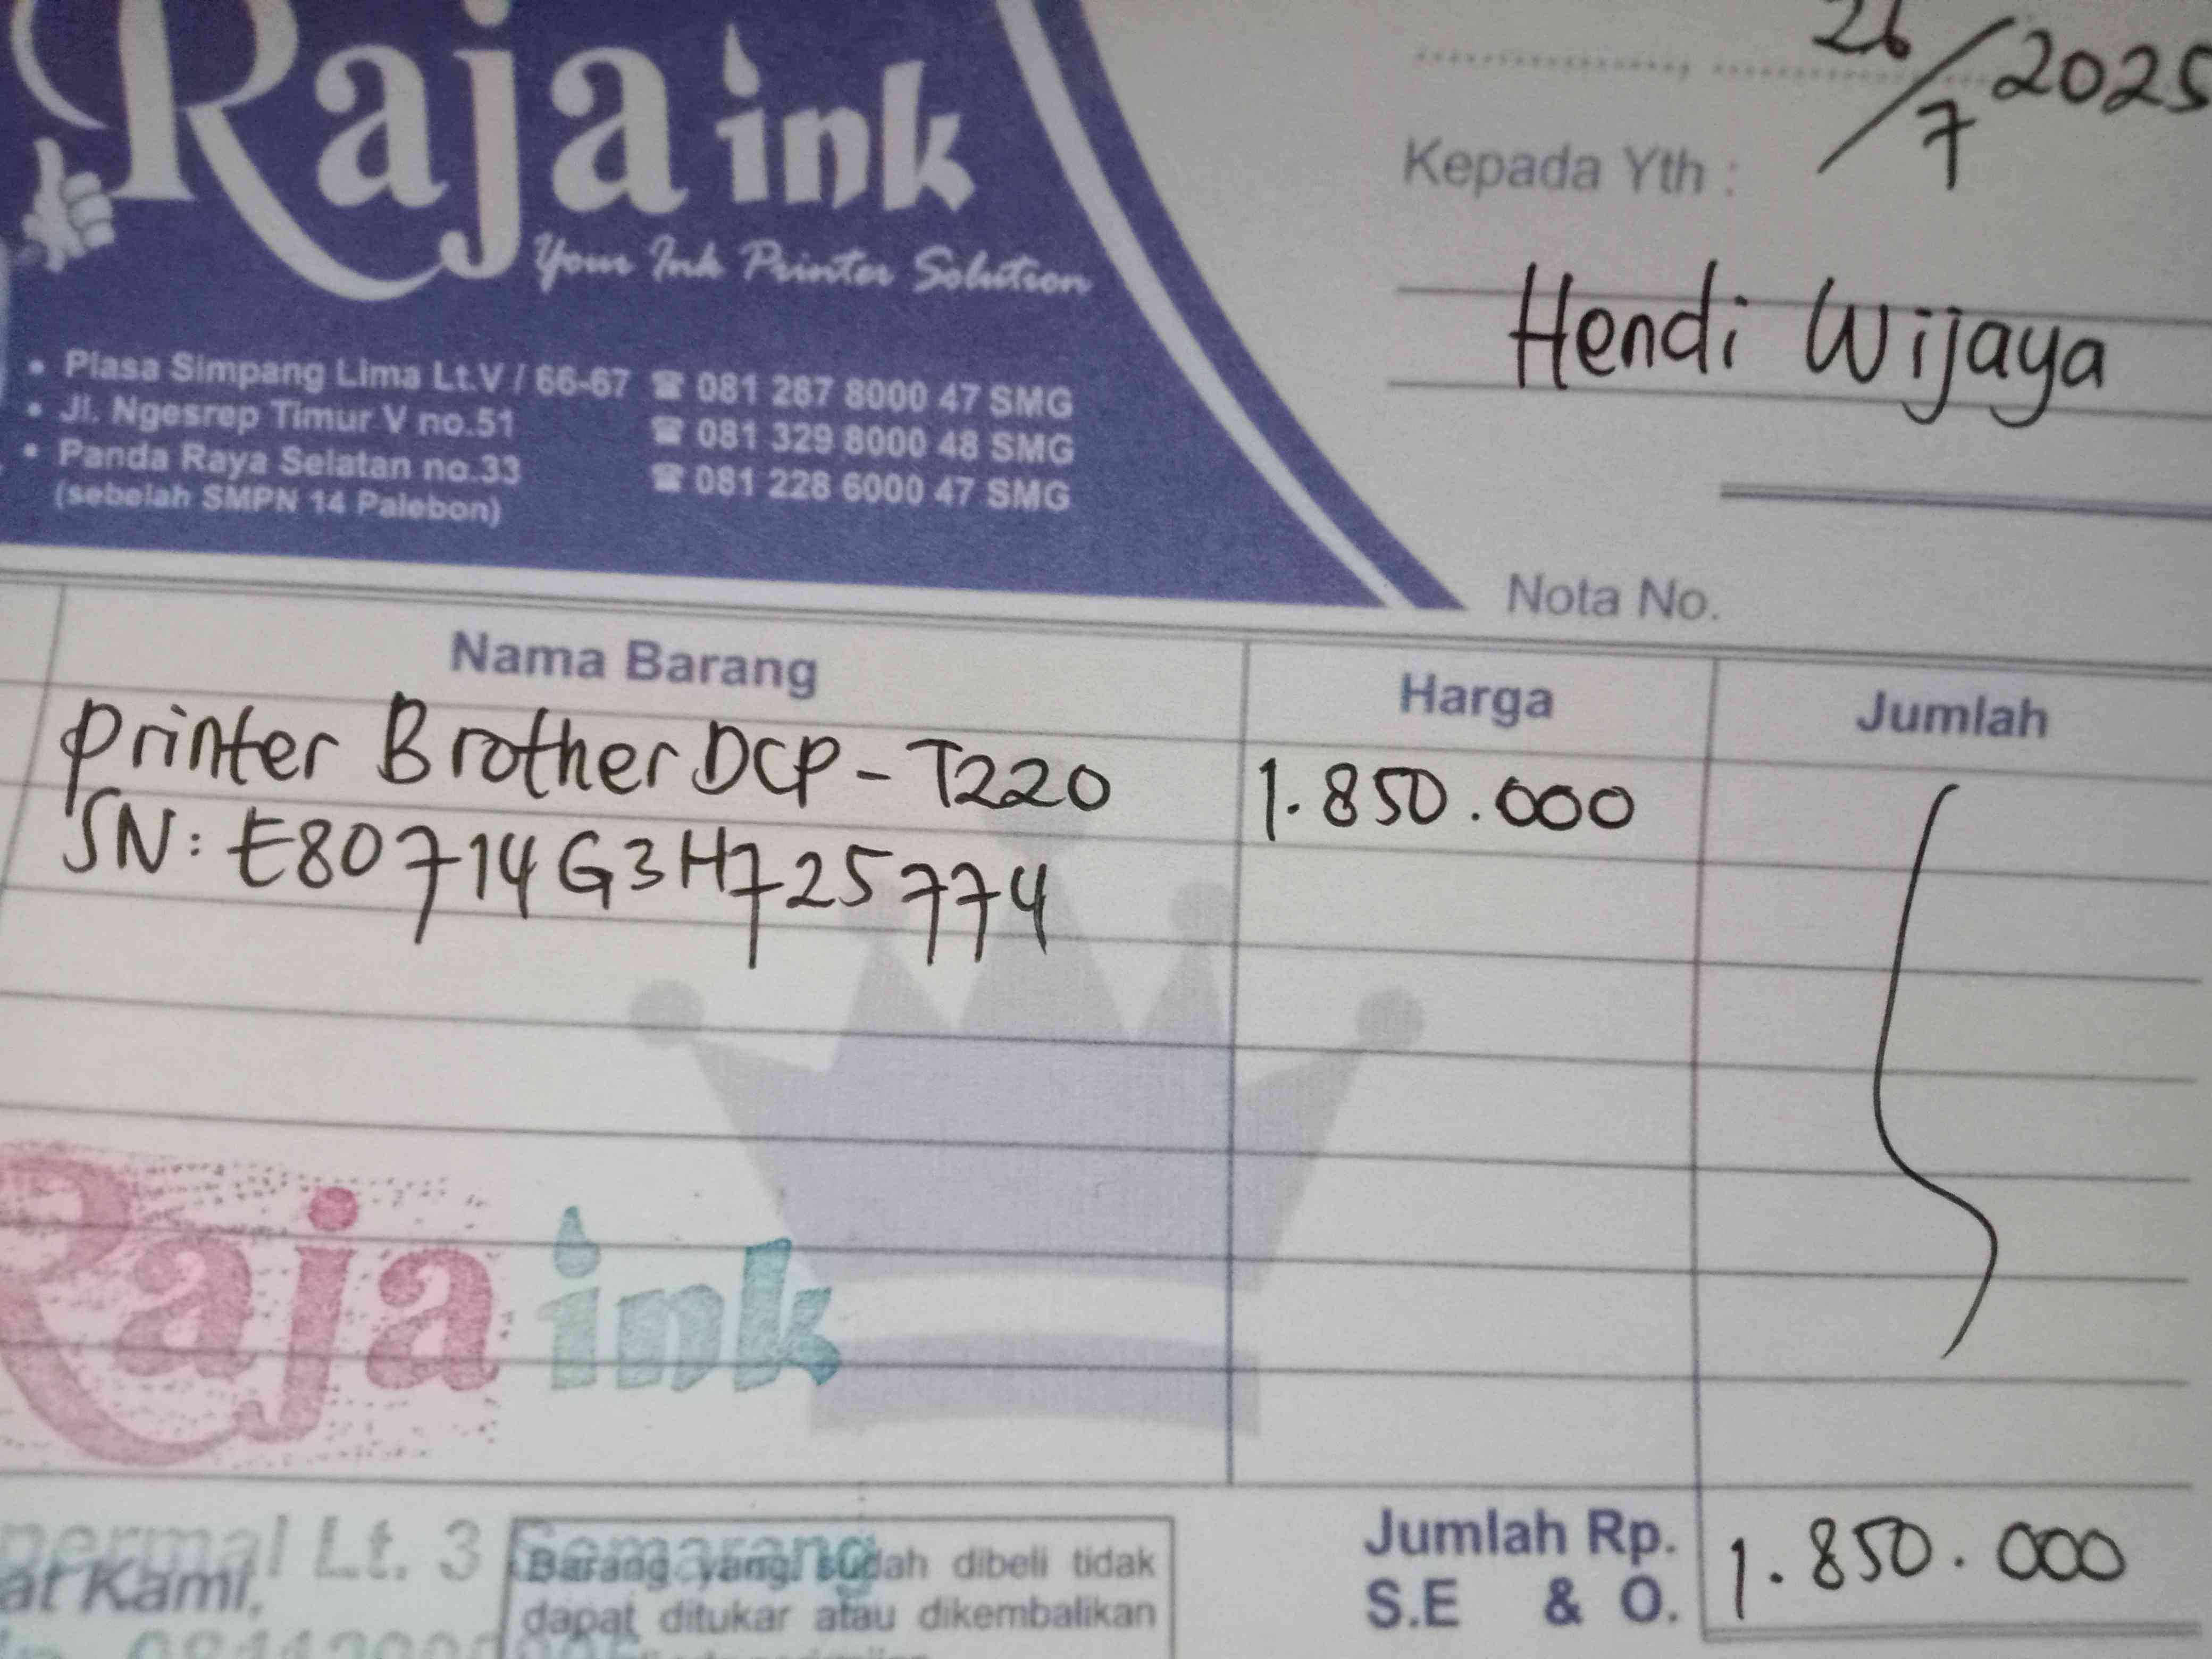 Raja ink
Your Ink Printer Solution
• Plasa Simpang Lima Lt.V / 66-67 ☎ 081 287 8000 47 SMG
• Jl. Ngesrep Timur V no.51 ☎ 081 329 8000 48 SMG
• Panda Raya Selatan no.33 ☎ 081 228 6000 47 SMG
(sebelah SMPN 14 Palebon)
26/7 2025
Kepada Yth :
Hendi Wijaya
Nota No.
Nama Barang Harga Jumlah
Printer Brother DCP-T220 1.850.000
SN: E80714G3H725774
Raja ink
Lt. 3 Semarang
at Kami,
Barang yang sudah dibeli tidak
dapat ditukar atau dikembalikan
Jumlah Rp. 1.850.000
S.E & O.